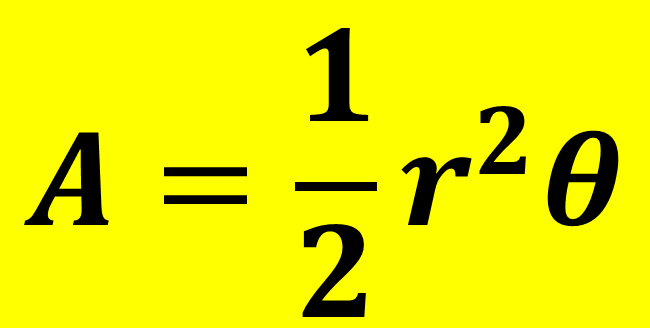 A = 1/2 r²θ